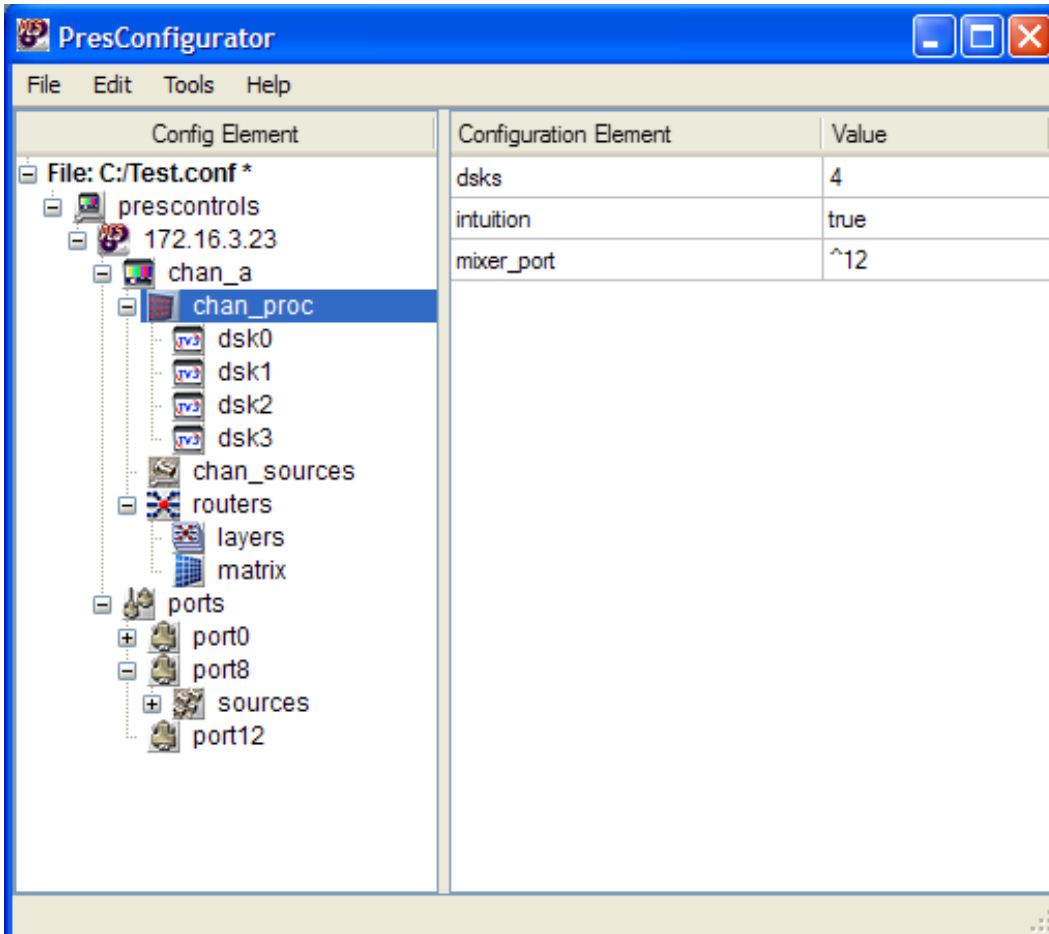 PresConfigurator
File Edit Tools Help
Config Element
Configuration Element Value
File: C:/Test.conf *
prescontrols
172.16.3.23
chan_a
chan_proc
dsk0
dsk1
dsk2
dsk3
chan_sources
routers
layers
matrix
ports
port0
port8
sources
port12
dsks 4
intuition true
mixer_port ^12